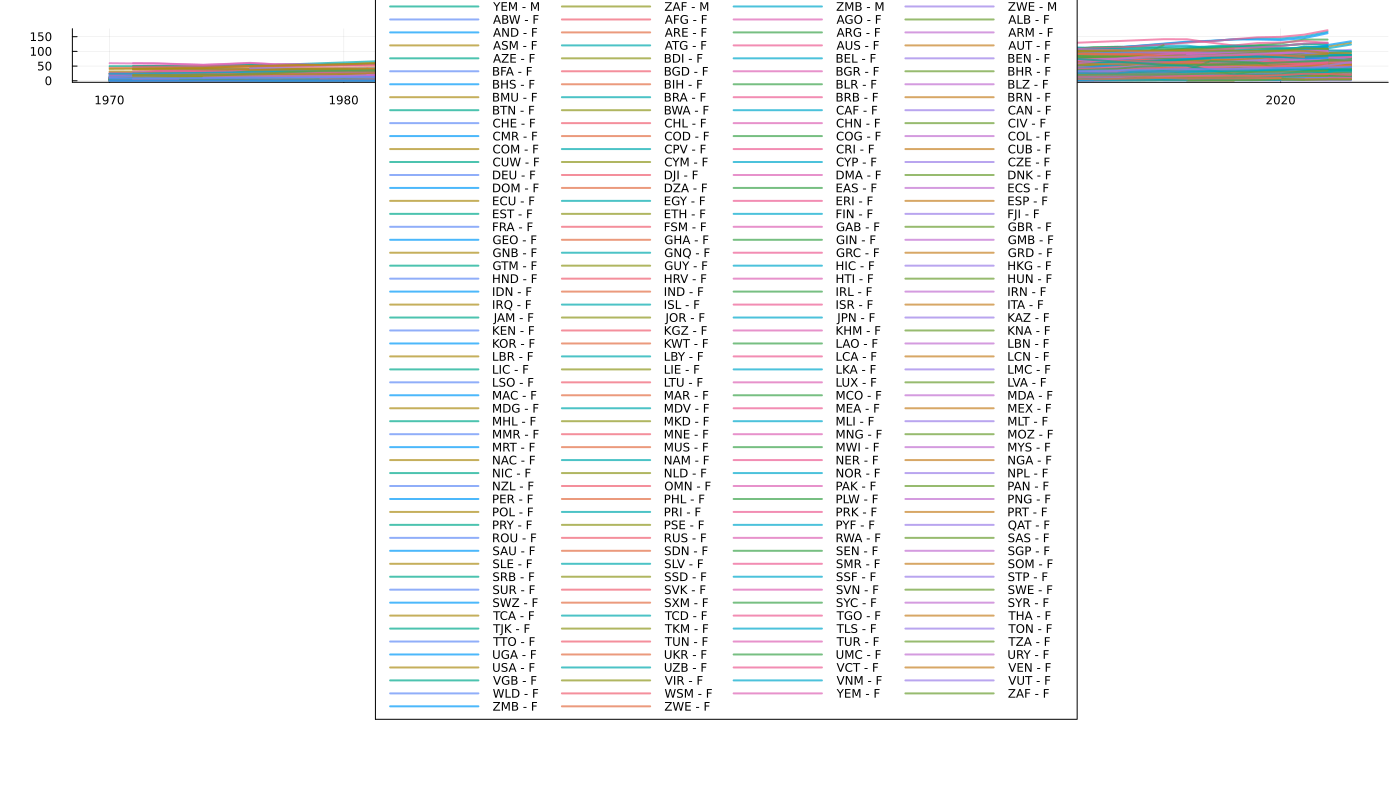 YEM - M ZAF - M ZMB - M ZWE - M
ABW - F AFG - F AGO - F ALB - F
AND - F ARE - F ARG - F ARM - F
ASM - F ATG - F AUS - F AUT - F
AZE - F BDI - F BEL - F BEN - F
BFA - F BGD - F BGR - F BHR - F
BHS - F BIH - F BLR - F BLZ - F
BMU - F BRA - F BRB - F BRN - F
BTN - F BWA - F CAF - F CAN - F
CHE - F CHL - F CHN - F CIV - F
CMR - F COD - F COG - F COL - F
COM - F CPV - F CRI - F CUB - F
CUW - F CYM - F CYP - F CZE - F
DEU - F DJI - F DMA - F DNK - F
DOM - F DZA - F EAS - F ECS - F
ECU - F EGY - F ERI - F ESP - F
EST - F ETH - F FIN - F FJI - F
FRA - F FSM - F GAB - F GBR - F
GEO - F GHA - F GIN - F GMB - F
GNB - F GNQ - F GRC - F GRD - F
GTM - F GUY - F HIC - F HKG - F
HND - F HRV - F HTI - F HUN - F
IDN - F IND - F IRL - F IRN - F
IRQ - F ISL - F ISR - F ITA - F
JAM - F JOR - F JPN - F KAZ - F
KEN - F KGZ - F KHM - F KNA - F
KOR - F KWT - F LAO - F LBN - F
LBR - F LBY - F LCA - F LCN - F
LIC - F LIE - F LKA - F LMC - F
LSO - F LTU - F LUX - F LVA - F
MAC - F MAR - F MCO - F MDA - F
MDG - F MDV - F MEA - F MEX - F
MHL - F MKD - F MLI - F MLT - F
MMR - F MNE - F MNG - F MOZ - F
MRT - F MUS - F MWI - F MYS - F
NAC - F NAM - F NER - F NGA - F
NIC - F NLD - F NOR - F NPL - F
NZL - F OMN - F PAK - F PAN - F
PER - F PHL - F PLW - F PNG - F
POL - F PRI - F PRK - F PRT - F
PRY - F PSE - F PYF - F QAT - F
ROU - F RUS - F RWA - F SAS - F
SAU - F SDN - F SEN - F SGP - F
SLE - F SLV - F SMR - F SOM - F
SRB - F SSD - F SSF - F STP - F
SUR - F SVK - F SVN - F SWE - F
SWZ - F SXM - F SYC - F SYR - F
TCA - F TCD - F TGO - F THA - F
TJK - F TKM - F TLS - F TON - F
TTO - F TUN - F TUR - F TZA - F
UGA - F UKR - F UMC - F URY - F
USA - F UZB - F VCT - F VEN - F
VGB - F VIR - F VNM - F VUT - F
WLD - F WSM - F YEM - F ZAF - F
ZMB - F ZWE - F
150
100
50
0
1970 1980 2020